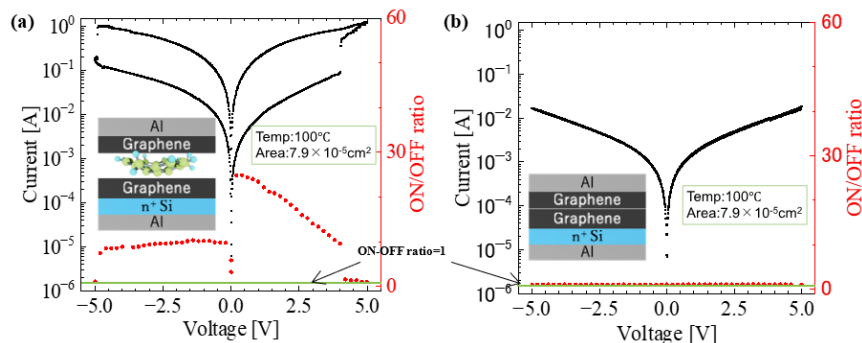 (a)
10⁰
10⁻¹
10⁻²
10⁻³
10⁻⁴
10⁻⁵
10⁻⁶
Current [A]
−5.0
−2.5
0.0
2.5
5.0
Voltage [V]
60
30
0
ON/OFF ratio
Al
Graphene
Graphene
n⁺ Si
Al
Temp:100℃
Area:7.9×10⁻⁵cm²
ON-OFF ratio=1
(b)
10⁰
10⁻¹
10⁻²
10⁻³
10⁻⁴
10⁻⁵
10⁻⁶
Current [A]
−5.0
−2.5
0.0
2.5
5.0
Voltage [V]
60
30
0
ON/OFF ratio
Al
Graphene
Graphene
n⁺ Si
Al
Temp:100℃
Area:7.9×10⁻⁵cm²